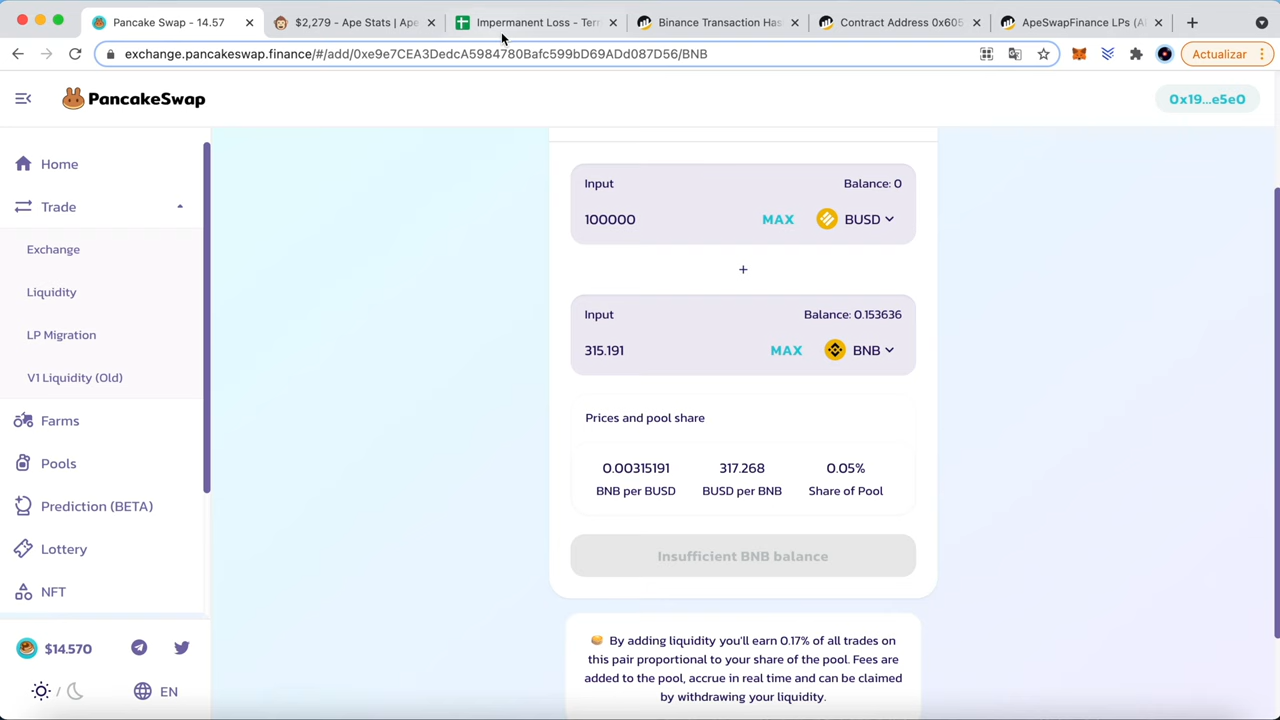 Pancake Swap - 14.57
$2,279 - Ape Stats | Ape
Impermanent Loss - Tem
Binance Transaction Has
Contract Address 0x605
ApeSwapFinance LPs (A
exchange.pancakeswap.finance/#/add/0xe9e7CEA3DedcA5984780Bafc599bD69ADd087D56/BNB
Actualizar
PancakeSwap
0x19...e5e0
Home
Trade
Exchange
Liquidity
LP Migration
V1 Liquidity (Old)
Farms
Pools
Prediction (BETA)
Lottery
NFT
$14.570
EN
Input
Balance: 0
100000
MAX
BUSD
+
Input
Balance: 0.153636
315.191
MAX
BNB
Prices and pool share
0.00315191
317.268
0.05%
BNB per BUSD
BUSD per BNB
Share of Pool
Insufficient BNB balance
By adding liquidity you'll earn 0.17% of all trades on
this pair proportional to your share of the pool. Fees are
added to the pool, accrue in real time and can be claimed
by withdrawing your liquidity.